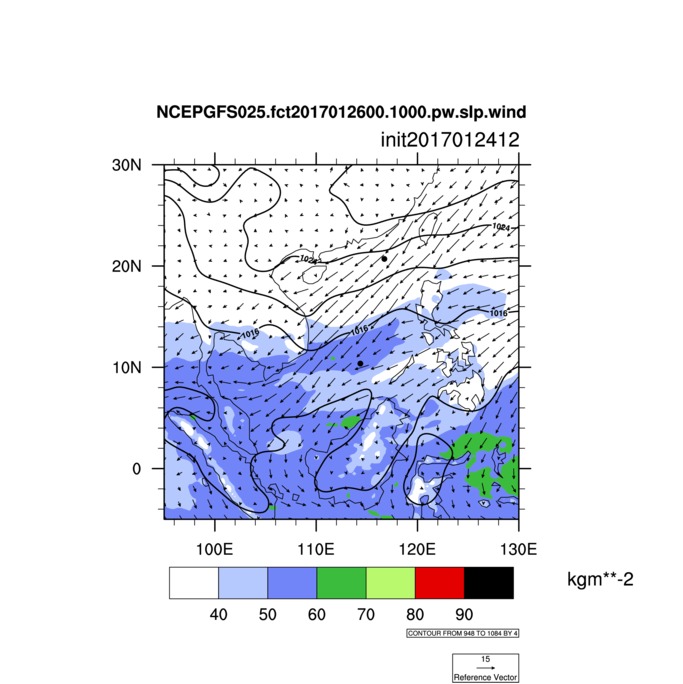 NCEPGFS025.fct2017012600.1000.pw.slp.wind
init2017012412
30N
20N
10N
0
1024
1024
1016
1016
1016
100E 110E 120E 130E
40 50 60 70 80 90
kgm**-2
CONTOUR FROM 948 TO 1084 BY 4
15
Reference Vector